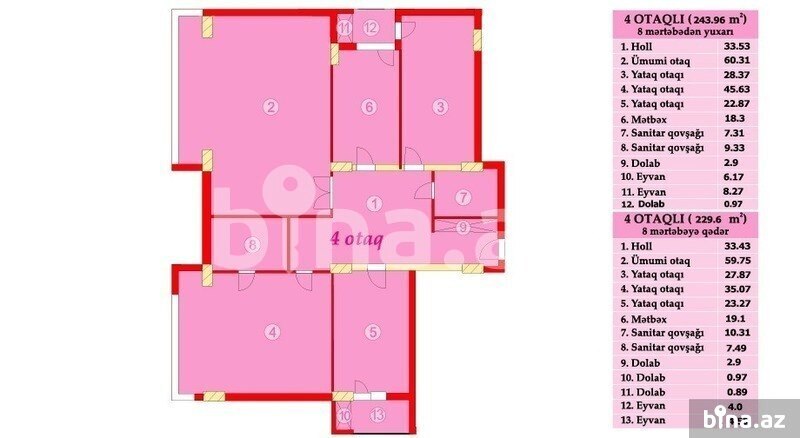 11
12
2
6
3
1
7
9
8
4 otaq
4
5
10
13
bina.az
4 OTAQLI ( 243.96 m²)
8 mərtəbədən yuxarı
1. Holl 33.53
2. Ümumi otaq 60.31
3. Yataq otaqı 28.37
4. Yataq otaqı 45.63
5. Yataq otaqı 22.87
6. Mətbəx 18.3
7. Sanitar qovşağı 7.31
8. Sanitar qovşağı 9.33
9. Dolab 2.9
10. Eyvan 6.17
11. Eyvan 8.27
12. Dolab 0.97
4 OTAQLI ( 229.6 m²)
8 mərtəbəyə qədər
1. Holl 33.43
2. Ümumi otaq 59.75
3. Yataq otaqı 27.87
4. Yataq otaqı 35.07
5. Yataq otaqı 23.27
6. Mətbəx 19.1
7. Sanitar qovşağı 10.31
8. Sanitar qovşağı 7.49
9. Dolab 2.9
10. Dolab 0.97
11. Dolab 0.89
12. Eyvan 4.0
13. Eyvan
bina.az